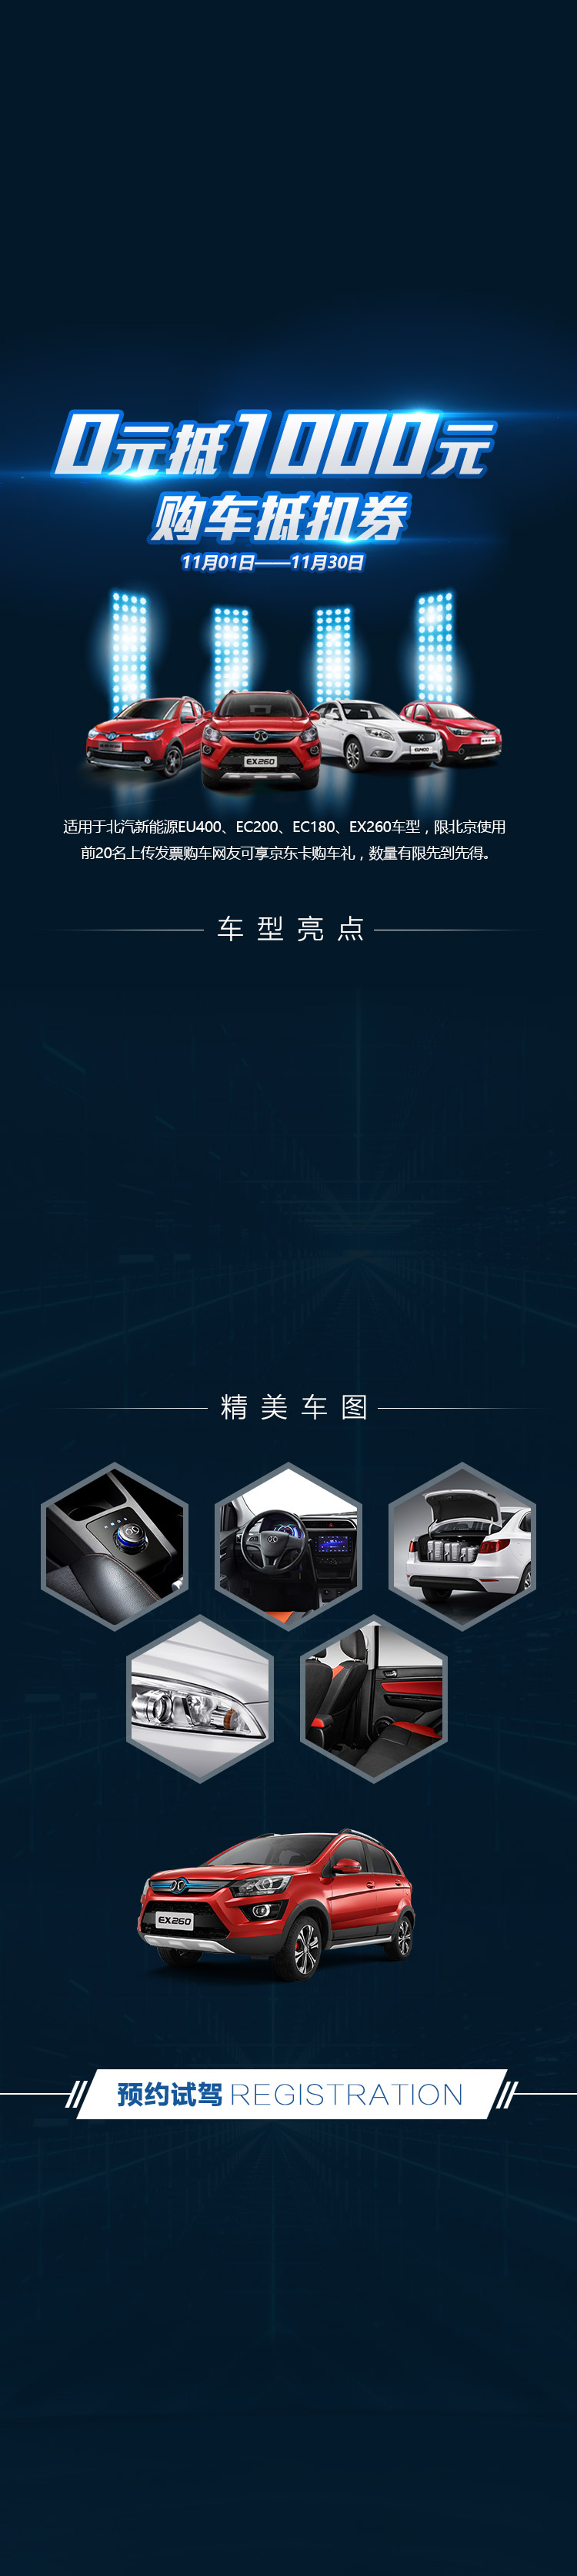 0元抵1000元
购车抵扣券
11月01日——11月30日
EX260
EU400
适用于北汽新能源EU400、EC200、EC180、EX260车型，限北京使用
前20名上传发票购车网友可享京东卡购车礼，数量有限先到先得。
车型亮点
精美车图
EX260
预约试驾 REGISTRATION